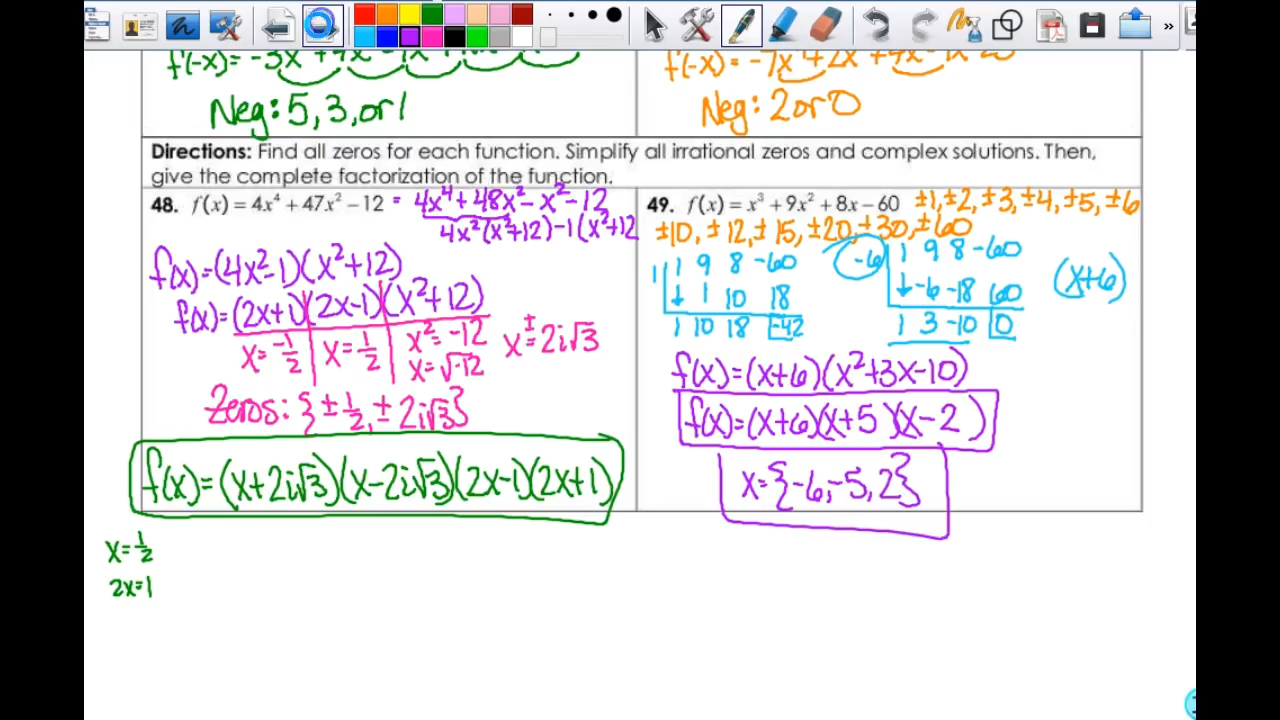 Neg: 5, 3, or 1
Neg: 2 or 0
Directions: Find all zeros for each function. Simplify all irrational zeros and complex solutions. Then,
give the complete factorization of the function.
48. f(x) = 4x⁴ + 47x² − 12 = 4x⁴ + 48x² − x² − 12
4x²(x²+12) − 1(x²+12
f(x) = (4x²−1)(x²+12)
f(x) = (2x+1)(2x−1)(x²+12)
x = −1/2 x = 1/2 x² = −12 x = ± 2i√3
x = √−12
Zeros: {± 1/2, ± 2i√3}
f(x) = (x+2i√3)(x−2i√3)(2x−1)(2x+1)
x = 1/2
2x = 1
49. f(x) = x³ + 9x² + 8x − 60 ±1, ±2, ±3, ±4, ±5, ±6
±10, ±12, ±15, ±20, ±30, ±60
1 1 9 8 −60 −6 1 9 8 −60
↓ 1 10 18 ↓ −6 −18 60 (x+6)
1 10 18 −42 1 3 −10 0
f(x) = (x+6)(x²+3x−10)
f(x) = (x+6)(x+5)(x−2)
x = {−6, −5, 2}